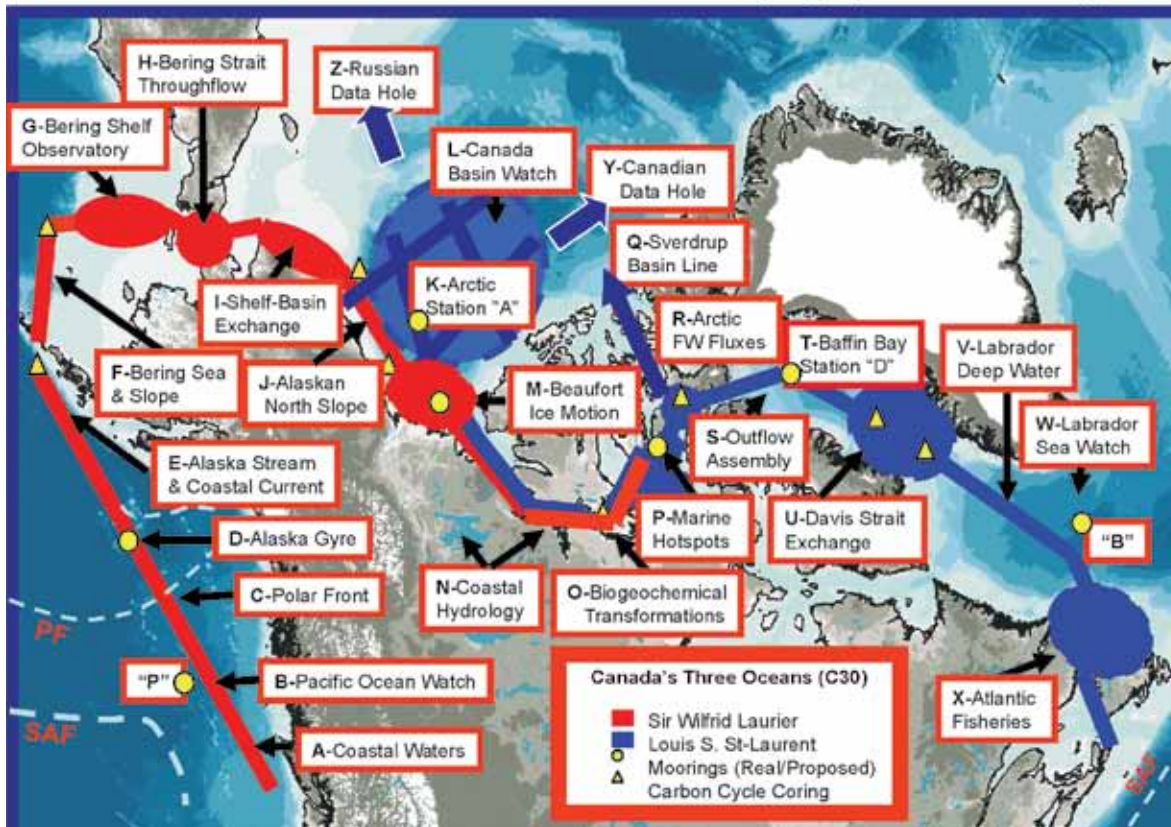 H-Bering Strait
Throughflow
Z-Russian
Data Hole
G-Bering Shelf
Observatory
L-Canada
Basin Watch
Y-Canadian
Data Hole
Q-Sverdrup
Basin Line
K-Arctic
Station "A"
I-Shelf-Basin
Exchange
R-Arctic
FW Fluxes
T-Baffin Bay
Station "D"
V-Labrador
Deep Water
F-Bering Sea
& Slope
J-Alaskan
North Slope
M-Beaufort
Ice Motion
W-Labrador
Sea Watch
S-Outflow
Assembly
E-Alaska Stream
& Coastal Current
P-Marine
Hotspots
U-Davis Strait
Exchange
"B"
D-Alaska Gyre
N-Coastal
Hydrology
O-Biogeochemical
Transformations
C-Polar Front
PF
"P"
B-Pacific Ocean Watch
SAF
A-Coastal Waters
X-Atlantic
Fisheries
Canada's Three Oceans (C30)
Sir Wilfrid Laurier
Louis S. St-Laurent
Moorings (Real/Proposed)
Carbon Cycle Coring
SAF